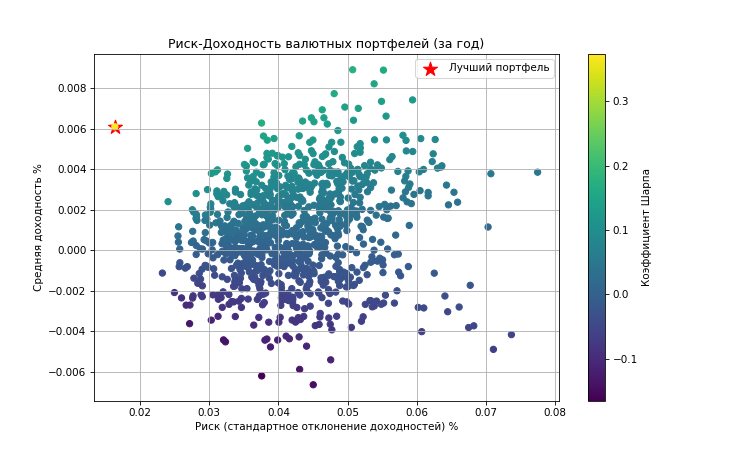 Риск-Доходность валютных портфелей (за год)
Лучший портфель
0.008
0.006
0.004
0.002
0.000
−0.002
−0.004
−0.006
Средняя доходность %
0.02 0.03 0.04 0.05 0.06 0.07 0.08
Риск (стандартное отклонение доходностей) %
0.3
0.2
0.1
0.0
−0.1
Коэффициент Шарпа